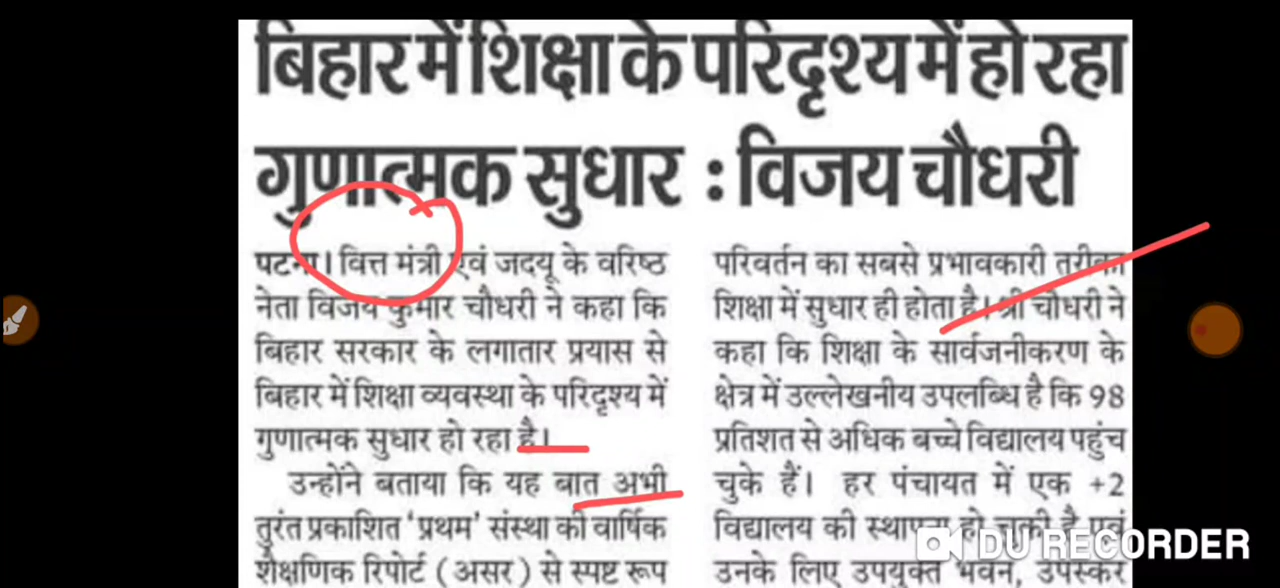 बिहार में शिक्षा के परिदृश्य में हो रहा
गुणात्मक सुधार : विजय चौधरी
पटना। वित्त मंत्री एवं जदयू के वरिष्ठ
नेता विजय कुमार चौधरी ने कहा कि
बिहार सरकार के लगातार प्रयास से
बिहार में शिक्षा व्यवस्था के परिदृश्य में
गुणात्मक सुधार हो रहा है।
उन्होंने बताया कि यह बात अभी
तुरंत प्रकाशित ‘प्रथम’ संस्था की वार्षिक
शैक्षणिक रिपोर्ट (असर) से स्पष्ट रूप
परिवर्तन का सबसे प्रभावकारी तरीका
शिक्षा में सुधार ही होता है। श्री चौधरी ने
कहा कि शिक्षा के सार्वजनीकरण के
क्षेत्र में उल्लेखनीय उपलब्धि है कि 98
प्रतिशत से अधिक बच्चे विद्यालय पहुंच
चुके हैं। हर पंचायत में एक +2
विद्यालय की स्थापना हो चुकी है एवं
उनके लिए उपयुक्त भवन, उपस्कर
DU RECORDER